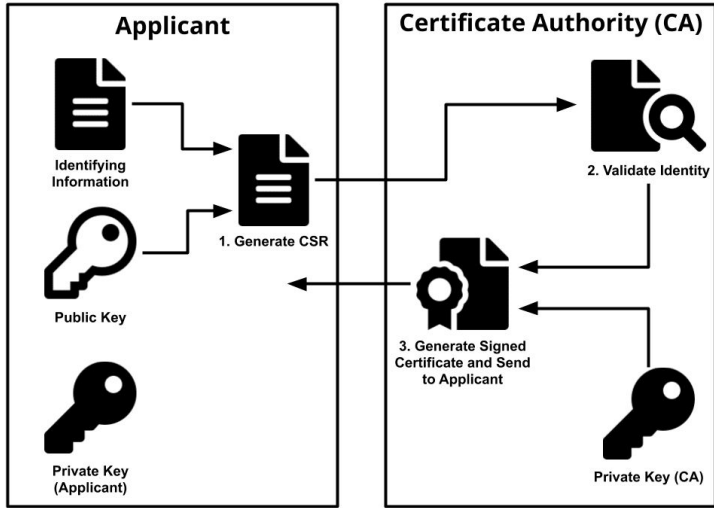 Applicant
Certificate Authority (CA)
Identifying
Information
1. Generate CSR
2. Validate Identity
Public Key
3. Generate Signed
Certificate and Send
to Applicant
Private Key
(Applicant)
Private Key (CA)